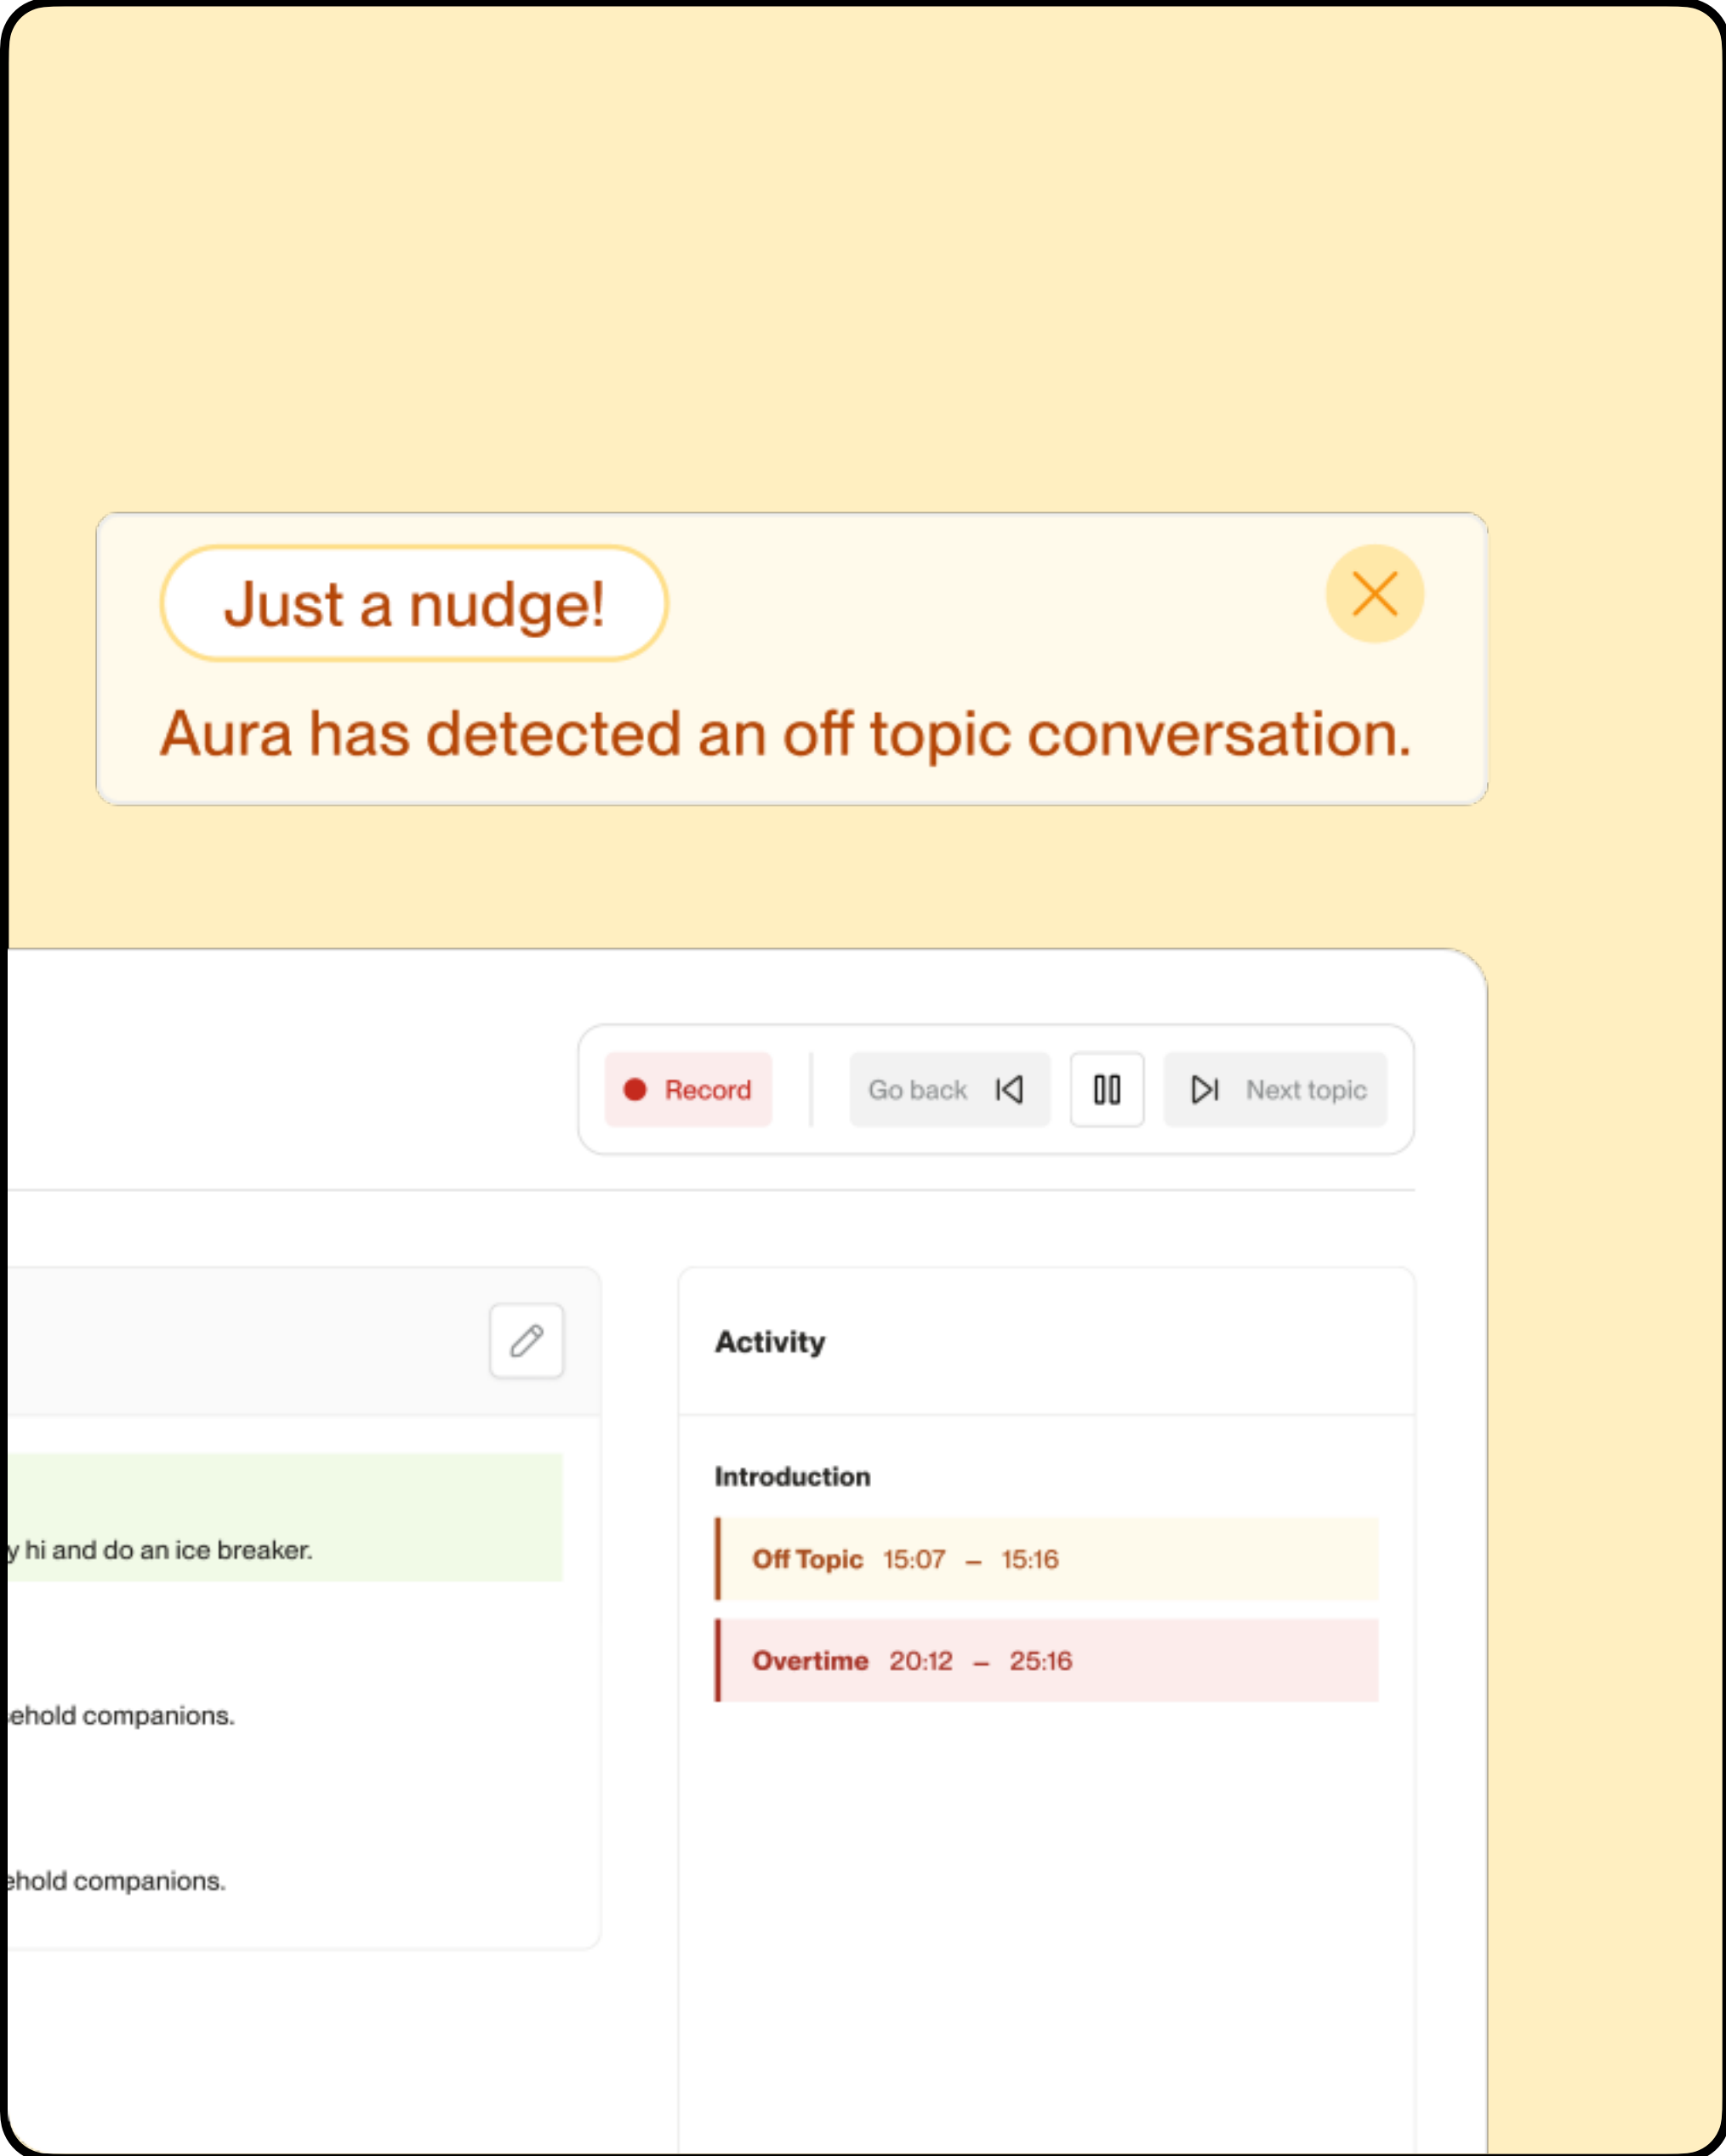 Just a nudge!
Aura has detected an off topic conversation.
Record
Go back
Next topic
Activity
Introduction
Off Topic 15:07 – 15:16
Overtime 20:12 – 25:16
y hi and do an ice breaker.
ehold companions.
ehold companions.